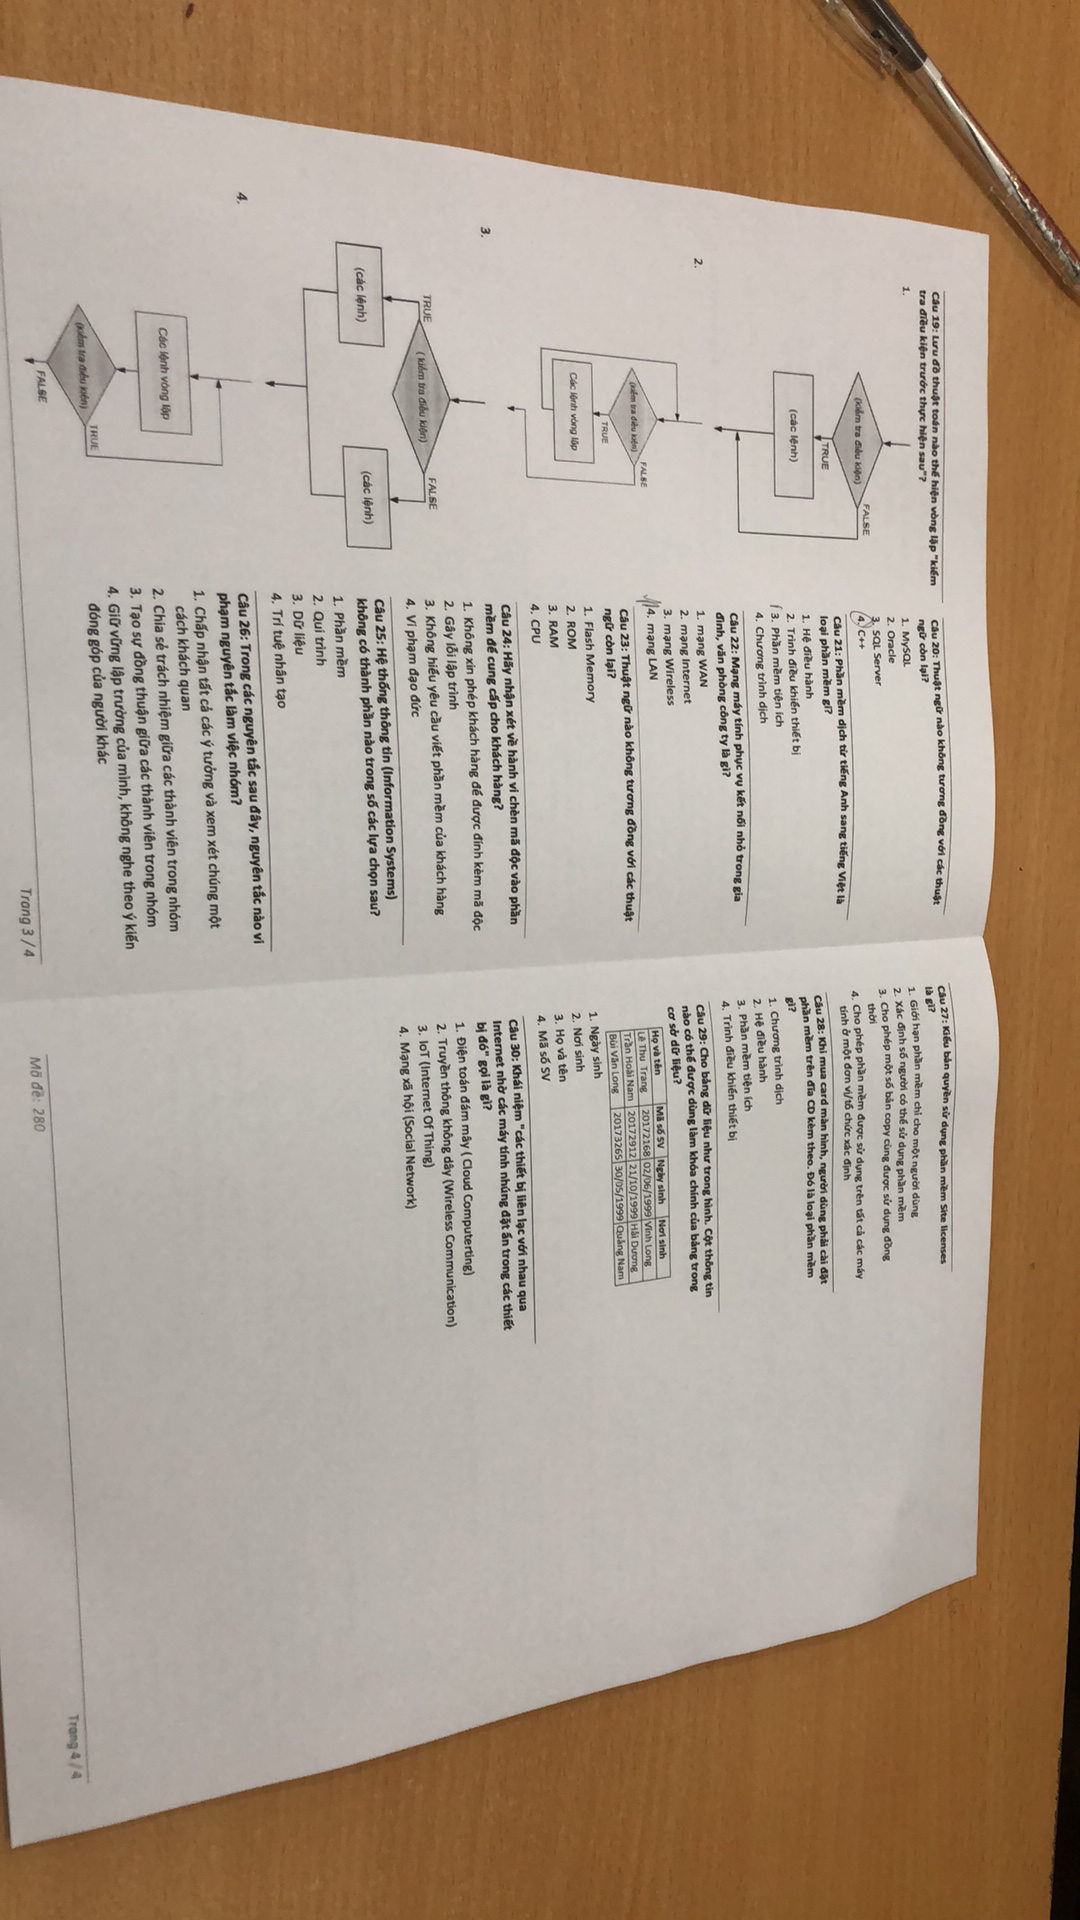 Câu 19: Lưu đồ thuật toán nào thể hiện vòng lặp "kiểm
tra điều kiện trước thực hiện sau"?
1.
(kiểm tra điều kiện)
FALSE
TRUE
(các lệnh)
2.
(kiểm tra điều kiện)
FALSE
TRUE
Các lệnh vòng lặp
3.
TRUE
( kiểm tra điều kiện)
FALSE
(các lệnh)
(các lệnh)
4.
Các lệnh vòng lặp
(kiểm tra điều kiện)
TRUE
FALSE
Câu 20: Thuật ngữ nào không tương đồng với các thuật
ngữ còn lại?
1. MySQL
2. Oracle
3. SQL Server
4. C++
Câu 21: Phần mềm dịch từ tiếng Anh sang tiếng Việt là
loại phần mềm gì?
1. Hệ điều hành
2. Trình điều khiển thiết bị
3. Phần mềm tiện ích
4. Chương trình dịch
Câu 22: Mạng máy tính phục vụ kết nối nhỏ trong gia
đình, văn phòng công ty là gì?
1. mạng WAN
2. mạng Internet
3. mạng Wireless
4. mạng LAN
Câu 23: Thuật ngữ nào không tương đồng với các thuật
ngữ còn lại?
1. Flash Memory
2. ROM
3. RAM
4. CPU
Câu 24: Hãy nhận xét về hành vi chèn mã độc vào phần
mềm để cung cấp cho khách hàng?
1. Không xin phép khách hàng để được đính kèm mã độc
2. Gây lỗi lập trình
3. Không hiểu yêu cầu viết phần mềm của khách hàng
4. Vi phạm đạo đức
Câu 25: Hệ thống thông tin (Information Systems)
không có thành phần nào trong số các lựa chọn sau?
1. Phần mềm
2. Qui trình
3. Dữ liệu
4. Trí tuệ nhân tạo
Câu 26: Trong các nguyên tắc sau đây, nguyên tắc nào vi
phạm nguyên tắc làm việc nhóm?
1. Chấp nhận tất cả các ý tưởng và xem xét chúng một
cách khách quan
2. Chia sẻ trách nhiệm giữa các thành viên trong nhóm
3. Tạo sự đồng thuận giữa các thành viên trong nhóm
4. Giữ vững lập trường của mình, không nghe theo ý kiến
đóng góp của người khác
Trang 3 / 4
Câu 27: Kiểu bản quyền sử dụng phần mềm Site licenses
là gì?
1. Giới hạn phần mềm chỉ cho một người dùng
2. Xác định số người có thể sử dụng phần mềm
3. Cho phép một số bản copy cùng được sử dụng đồng
thời
4. Cho phép phần mềm được sử dụng trên tất cả các máy
tính ở một đơn vị/tổ chức xác định
Câu 28: Khi mua card màn hình, người dùng phải cài đặt
phần mềm trên đĩa CD kèm theo. Đó là loại phần mềm
gì?
1. Chương trình dịch
2. Hệ điều hành
3. Phần mềm tiện ích
4. Trình điều khiển thiết bị
Câu 29: Cho bảng dữ liệu như trong hình. Cột thông tin
nào có thể được dùng làm khóa chính của bảng trong
cơ sở dữ liệu?
Họ và tên Mã số SV Ngày sinh Nơi sinh
Lê Thu Trang 20172168 02/06/1999 Vĩnh Long
Trần Hoài Nam 20172912 21/10/1999 Hải Dương
Bùi Văn Long 20173265 30/05/1999 Quảng Nam
1. Ngày sinh
2. Nơi sinh
3. Họ và tên
4. Mã số SV
Câu 30: Khái niệm "các thiết bị liên lạc với nhau qua
Internet nhờ các máy tính nhúng đặt ẩn trong các thiết
bị đó" gọi là gì?
1. Điện toán đám mây ( Cloud Computerting)
2. Truyền thông không dây (Wireless Communication)
3. IoT (Internet Of Thing)
4. Mạng xã hội (Social Network)
Mã đề: 280
Trang 4 / 4